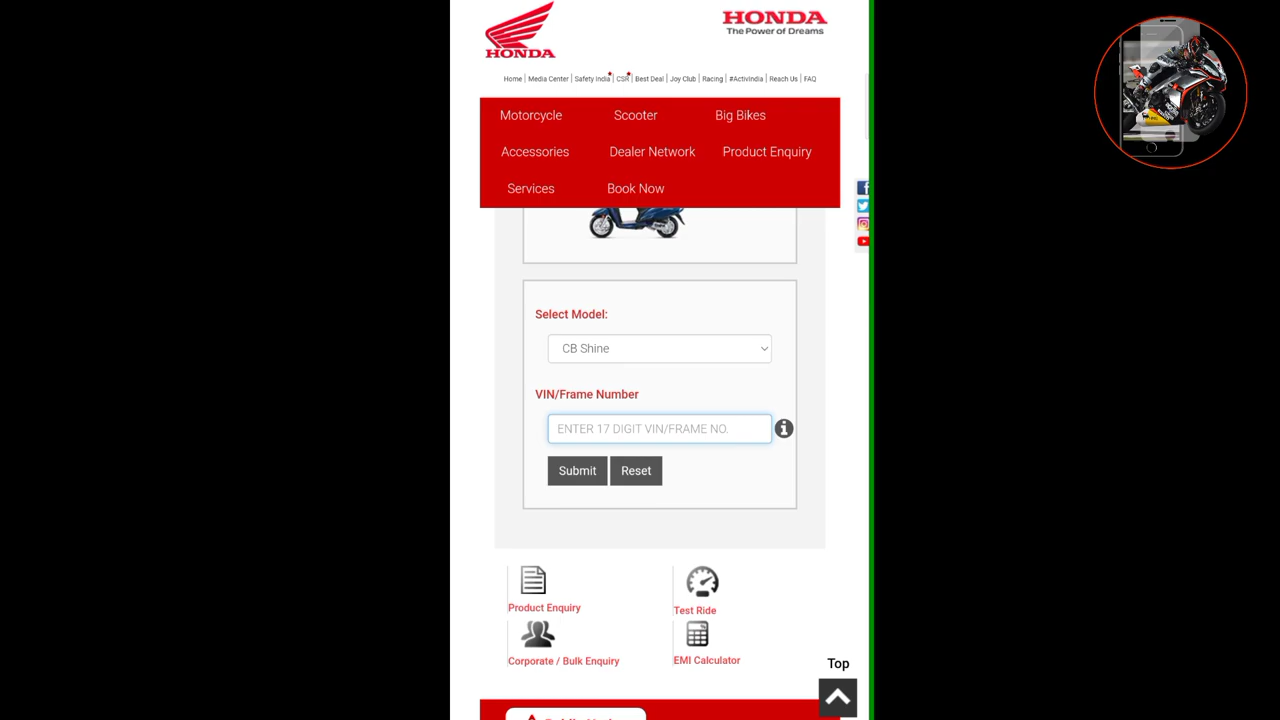 HONDA
HONDA
The Power of Dreams
Home | Media Center | Safety India | CSR | Best Deal | Joy Club | Racing | #ActivIndia | Reach Us | FAQ
Motorcycle Scooter Big Bikes
Accessories Dealer Network Product Enquiry
Services Book Now
Select Model:
CB Shine
VIN/Frame Number
ENTER 17 DIGIT VIN/FRAME NO.
Submit Reset
Product Enquiry Test Ride
Corporate / Bulk Enquiry EMI Calculator
Top